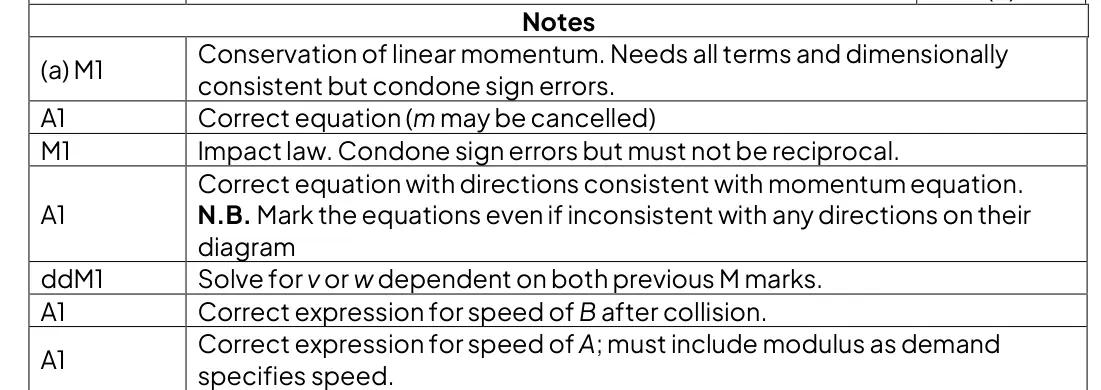 Notes
(a) M1
Conservation of linear momentum. Needs all terms and dimensionally
consistent but condone sign errors.
A1
Correct equation (m may be cancelled)
M1
Impact law. Condone sign errors but must not be reciprocal.
A1
Correct equation with directions consistent with momentum equation.
N.B. Mark the equations even if inconsistent with any directions on their
diagram
ddM1
Solve for v or w dependent on both previous M marks.
A1
Correct expression for speed of B after collision.
A1
Correct expression for speed of A; must include modulus as demand
specifies speed.